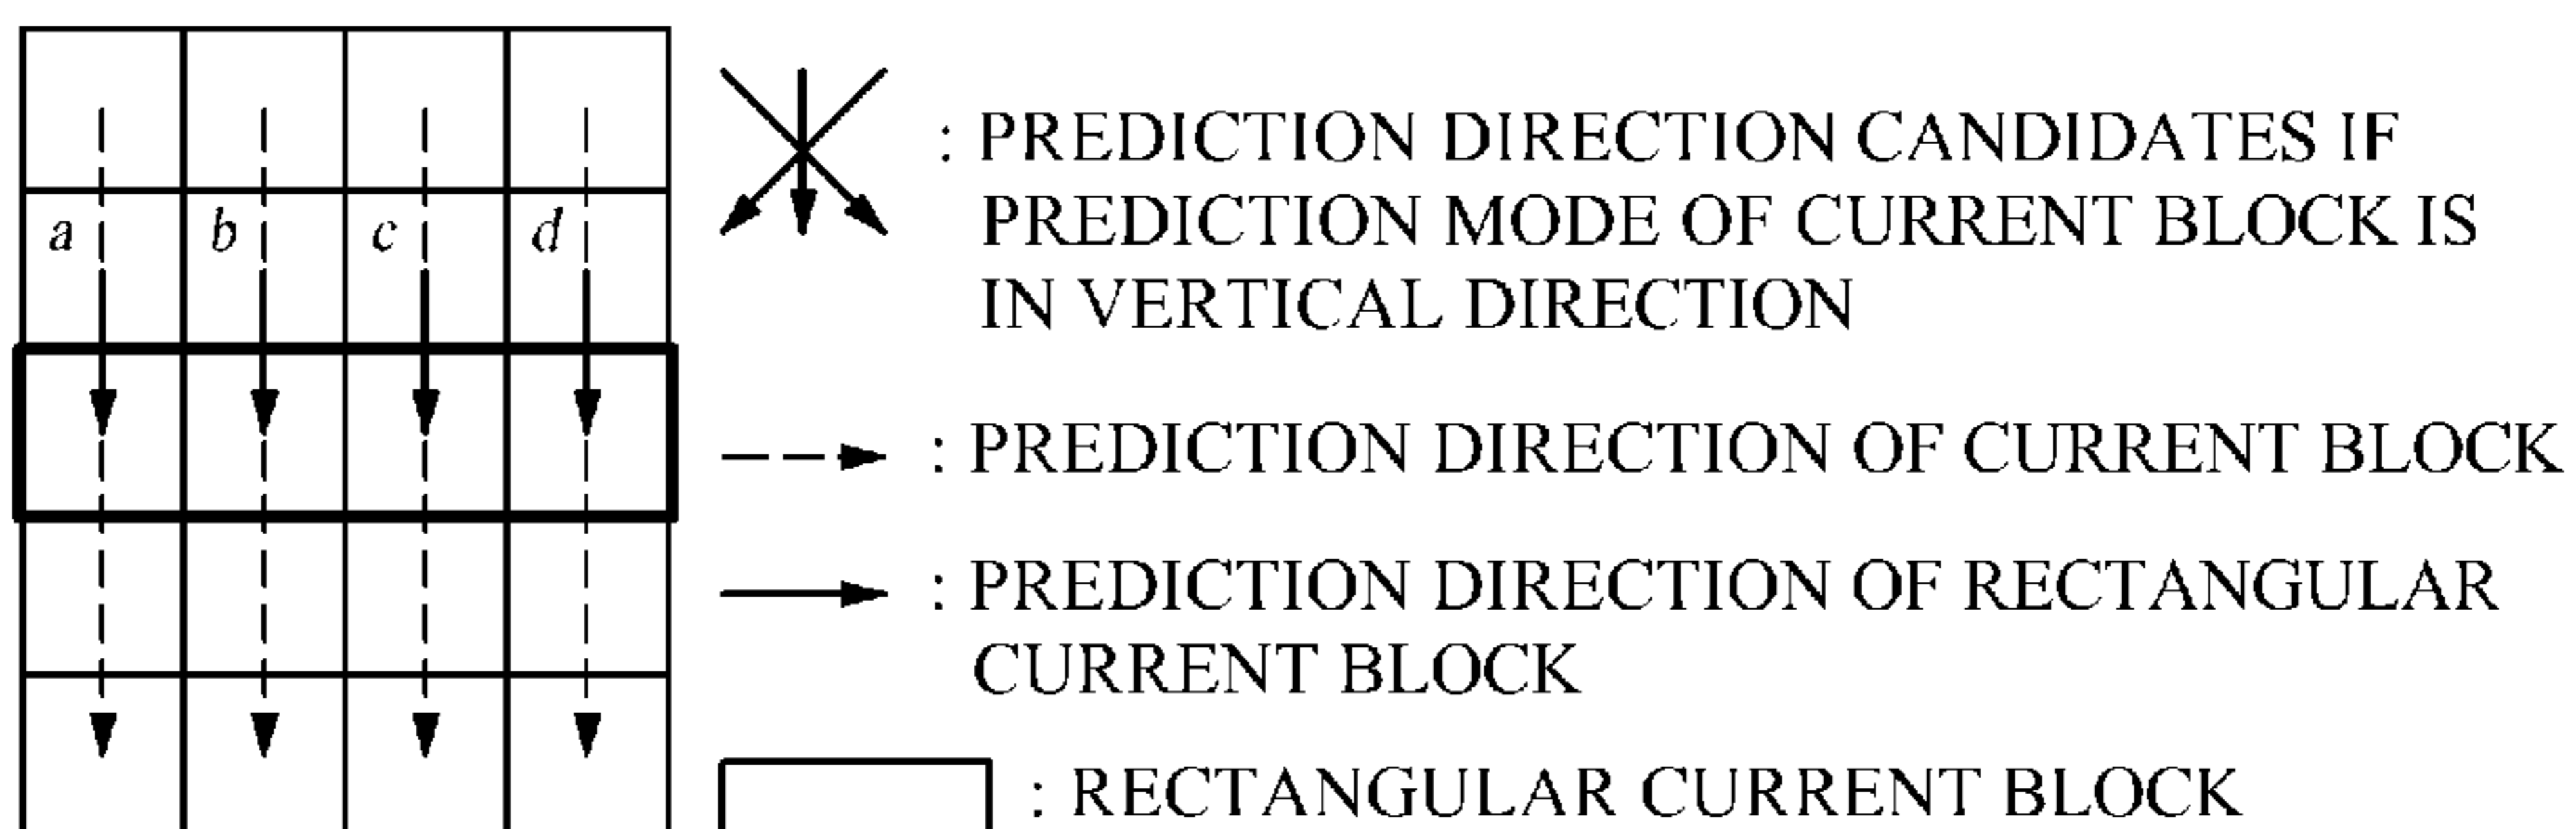 a b c d
: PREDICTION DIRECTION CANDIDATES IF
PREDICTION MODE OF CURRENT BLOCK IS
IN VERTICAL DIRECTION
: PREDICTION DIRECTION OF CURRENT BLOCK
: PREDICTION DIRECTION OF RECTANGULAR
CURRENT BLOCK
: RECTANGULAR CURRENT BLOCK